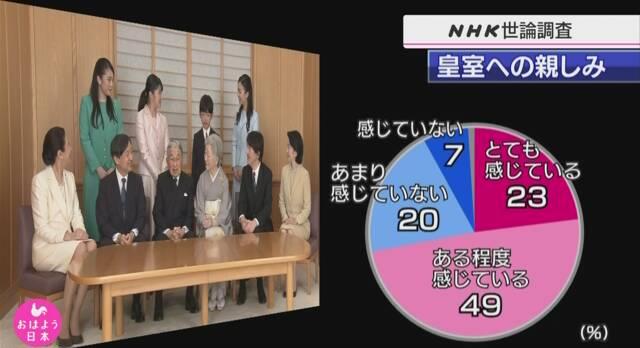 NHK世論調査
皇室への親しみ
感じていない
7
とても
感じている
23
あまり
感じていない
20
ある程度
感じている
49
(%)
おはよう
日本